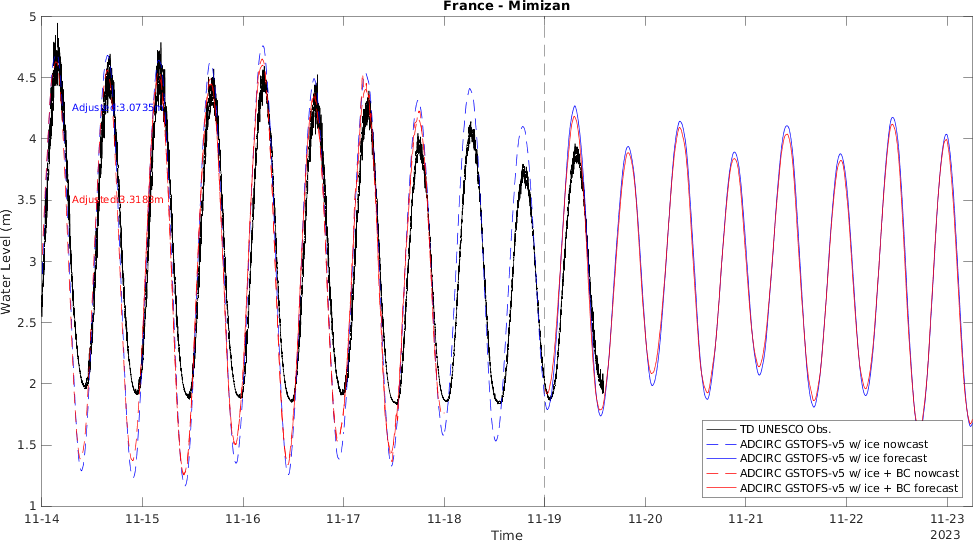 France - Mimizan
Water Level (m)
5
4.5
4
3.5
3
2.5
2
1.5
1
Adjusted:3.0735m
Adjusted:3.3183m
TD UNESCO Obs.
ADCIRC GSTOFS-v5 w/ ice nowcast
ADCIRC GSTOFS-v5 w/ ice forecast
ADCIRC GSTOFS-v5 w/ ice + BC nowcast
ADCIRC GSTOFS-v5 w/ ice + BC forecast
11-14 11-15 11-16 11-17 11-18 11-19 11-20 11-21 11-22 11-23
Time
2023